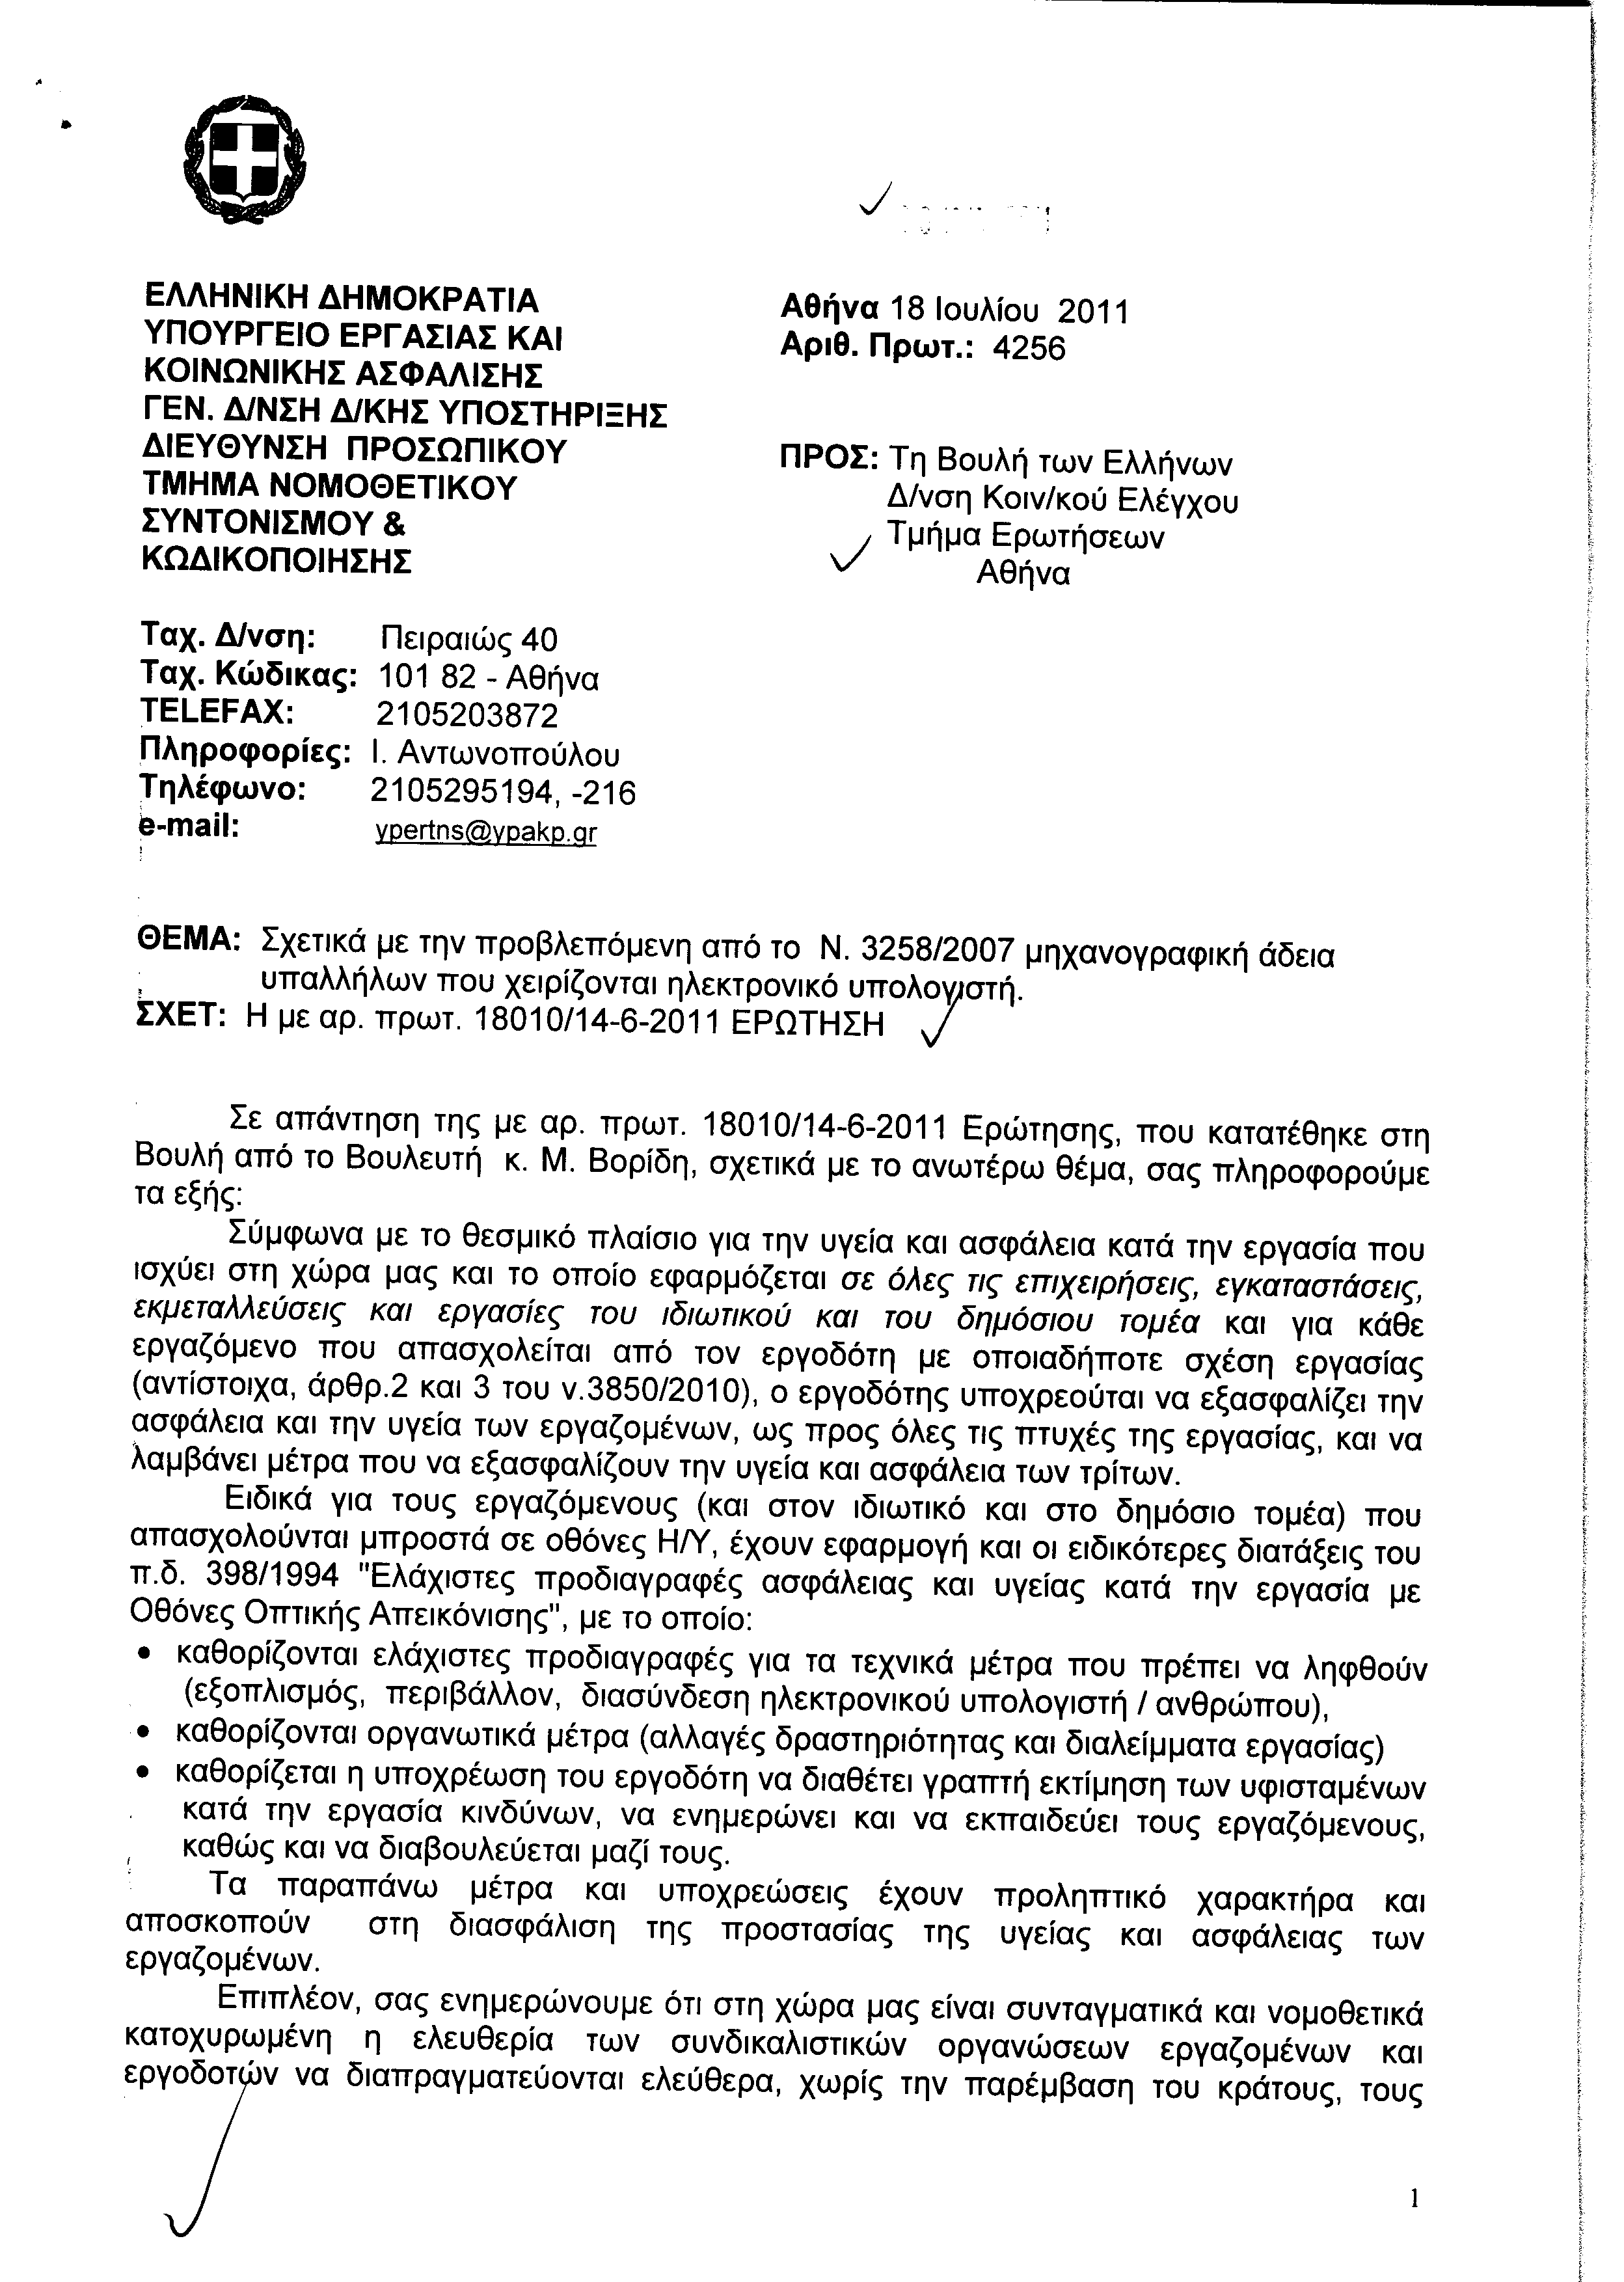 ΕΛΛΗΝΙΚΗ ΔΗΜΟΚΡΑΤΙΑ
ΥΠΟΥΡΓΕΙΟ ΕΡΓΑΣΙΑΣ ΚΑΙ
ΚΟΙΝΩΝΙΚΗΣ ΑΣΦΑΛΙΣΗΣ
ΓΕΝ. Δ/ΝΣΗ Δ/ΚΗΣ ΥΠΟΣΤΗΡΙΞΗΣ
ΔΙΕΥΘΥΝΣΗ ΠΡΟΣΩΠΙΚΟΥ
ΤΜΗΜΑ ΝΟΜΟΘΕΤΙΚΟΥ
ΣΥΝΤΟΝΙΣΜΟΥ &
ΚΩΔΙΚΟΠΟΙΗΣΗΣ
Αθήνα 18 Ιουλίου 2011
Αριθ. Πρωτ.: 4256
ΠΡΟΣ: Τη Βουλή των Ελλήνων
Δ/νση Κοιν/κού Ελέγχου
Τμήμα Ερωτήσεων
Αθήνα
Ταχ. Δ/νση: Πειραιώς 40
Ταχ. Κώδικας: 101 82 - Αθήνα
TELEFAX: 2105203872
Πληροφορίες: Ι. Αντωνοπούλου
Τηλέφωνο: 2105295194, -216
e-mail: ypertns@ypakp.gr
ΘΕΜΑ: Σχετικά με την προβλεπόμενη από το Ν. 3258/2007 μηχανογραφική άδεια
υπαλλήλων που χειρίζονται ηλεκτρονικό υπολογιστή.
ΣΧΕΤ: Η με αρ. πρωτ. 18010/14-6-2011 ΕΡΩΤΗΣΗ
Σε απάντηση της με αρ. πρωτ. 18010/14-6-2011 Ερώτησης, που κατατέθηκε στη
Βουλή από το Βουλευτή κ. Μ. Βορίδη, σχετικά με το ανωτέρω θέμα, σας πληροφορούμε
τα εξής:
Σύμφωνα με το θεσμικό πλαίσιο για την υγεία και ασφάλεια κατά την εργασία που
ισχύει στη χώρα μας και το οποίο εφαρμόζεται σε όλες τις επιχειρήσεις, εγκαταστάσεις,
εκμεταλλεύσεις και εργασίες του ιδιωτικού και του δημόσιου τομέα και για κάθε
εργαζόμενο που απασχολείται από τον εργοδότη με οποιαδήποτε σχέση εργασίας
(αντίστοιχα, άρθρ.2 και 3 του ν.3850/2010), ο εργοδότης υποχρεούται να εξασφαλίζει την
ασφάλεια και την υγεία των εργαζομένων, ως προς όλες τις πτυχές της εργασίας, και να
λαμβάνει μέτρα που να εξασφαλίζουν την υγεία και ασφάλεια των τρίτων.
Ειδικά για τους εργαζόμενους (και στον ιδιωτικό και στο δημόσιο τομέα) που
απασχολούνται μπροστά σε οθόνες Η/Υ, έχουν εφαρμογή και οι ειδικότερες διατάξεις του
π.δ. 398/1994 "Ελάχιστες προδιαγραφές ασφάλειας και υγείας κατά την εργασία με
Οθόνες Οπτικής Απεικόνισης", με το οποίο:
• καθορίζονται ελάχιστες προδιαγραφές για τα τεχνικά μέτρα που πρέπει να ληφθούν
(εξοπλισμός, περιβάλλον, διασύνδεση ηλεκτρονικού υπολογιστή / ανθρώπου),
• καθορίζονται οργανωτικά μέτρα (αλλαγές δραστηριότητας και διαλείμματα εργασίας)
• καθορίζεται η υποχρέωση του εργοδότη να διαθέτει γραπτή εκτίμηση των υφισταμένων
κατά την εργασία κινδύνων, να ενημερώνει και να εκπαιδεύει τους εργαζόμενους,
καθώς και να διαβουλεύεται μαζί τους.
Τα παραπάνω μέτρα και υποχρεώσεις έχουν προληπτικό χαρακτήρα και
αποσκοπούν στη διασφάλιση της προστασίας της υγείας και ασφάλειας των
εργαζομένων.
Επιπλέον, σας ενημερώνουμε ότι στη χώρα μας είναι συνταγματικά και νομοθετικά
κατοχυρωμένη η ελευθερία των συνδικαλιστικών οργανώσεων εργαζομένων και
εργοδοτών να διαπραγματεύονται ελεύθερα, χωρίς την παρέμβαση του κράτους, τους
1